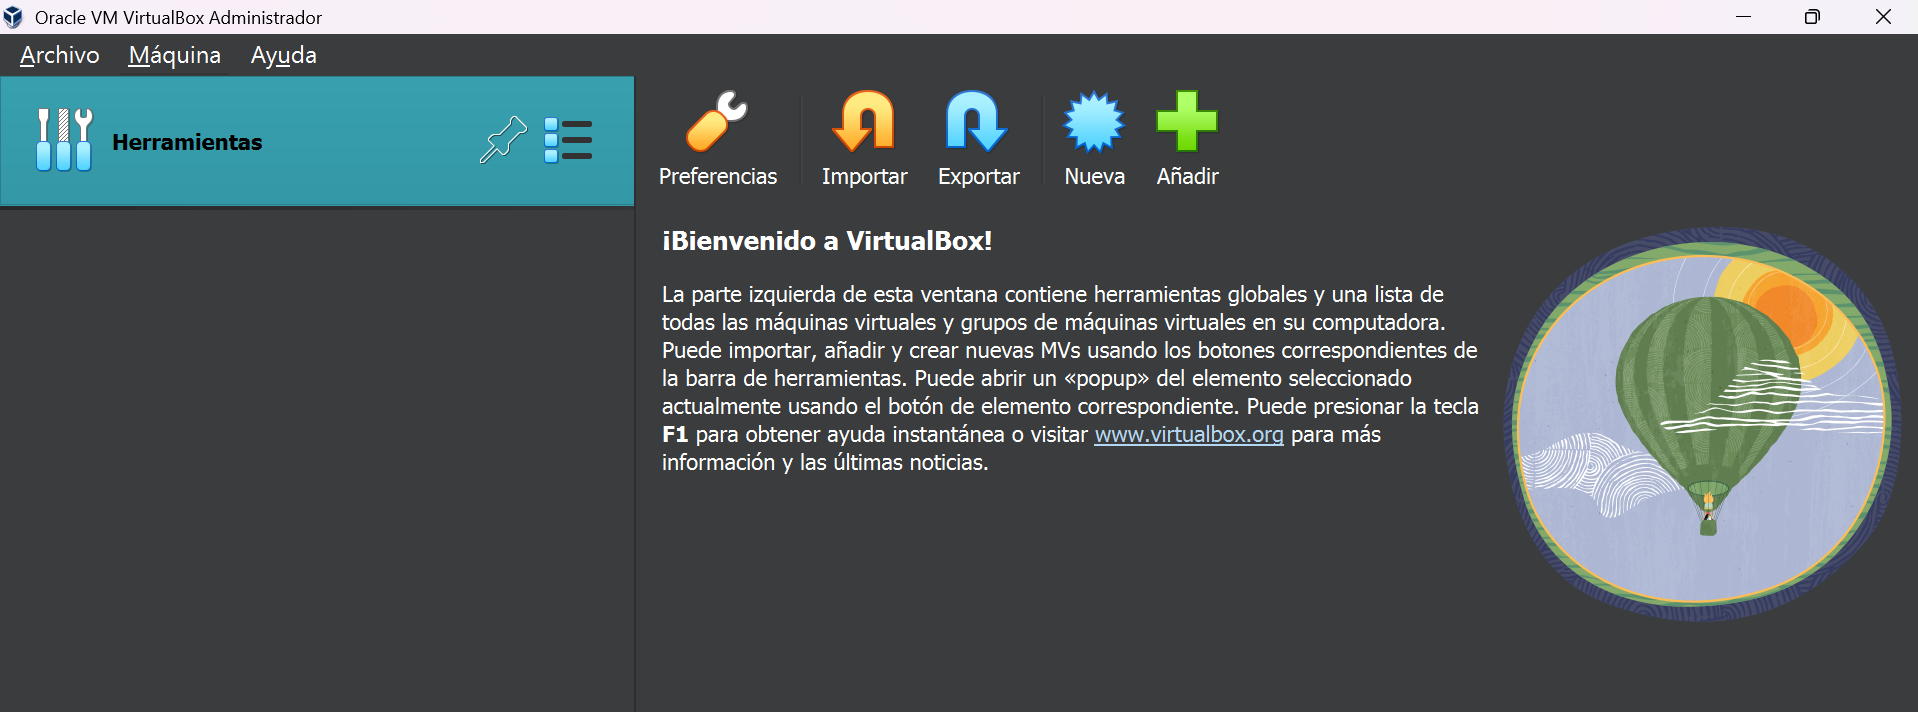 Oracle VM VirtualBox Administrador
Archivo Máquina Ayuda
Herramientas
Preferencias Importar Exportar Nueva Añadir
¡Bienvenido a VirtualBox!
La parte izquierda de esta ventana contiene herramientas globales y una lista de
todas las máquinas virtuales y grupos de máquinas virtuales en su computadora.
Puede importar, añadir y crear nuevas MVs usando los botones correspondientes de
la barra de herramientas. Puede abrir un «popup» del elemento seleccionado
actualmente usando el botón de elemento correspondiente. Puede presionar la tecla
F1 para obtener ayuda instantánea o visitar www.virtualbox.org para más
información y las últimas noticias.